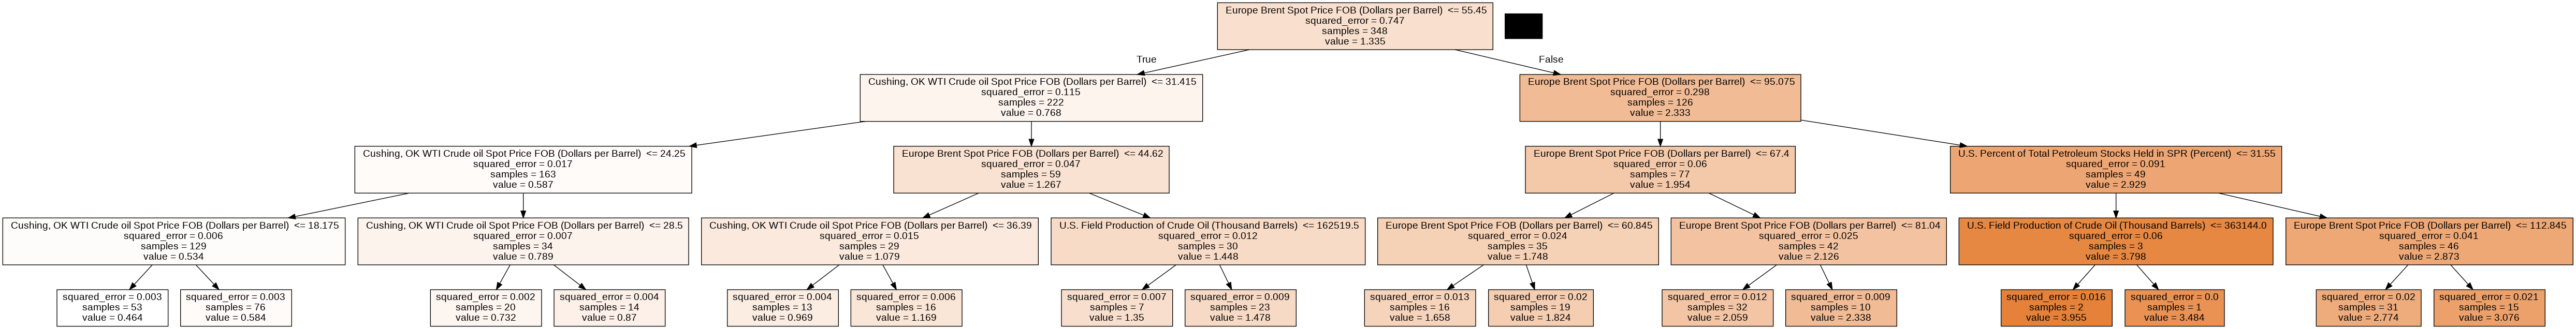 Europe Brent Spot Price FOB (Dollars per Barrel)  <= 55.45
squared_error = 0.747
samples = 348
value = 1.335
True
False
Cushing, OK WTI Crude oil Spot Price FOB (Dollars per Barrel)  <= 31.415
squared_error = 0.115
samples = 222
value = 0.768
Europe Brent Spot Price FOB (Dollars per Barrel)  <= 95.075
squared_error = 0.298
samples = 126
value = 2.333
Cushing, OK WTI Crude oil Spot Price FOB (Dollars per Barrel)  <= 24.25
squared_error = 0.017
samples = 163
value = 0.587
Europe Brent Spot Price FOB (Dollars per Barrel)  <= 44.62
squared_error = 0.047
samples = 59
value = 1.267
Europe Brent Spot Price FOB (Dollars per Barrel)  <= 67.4
squared_error = 0.06
samples = 77
value = 1.954
U.S. Percent of Total Petroleum Stocks Held in SPR (Percent)  <= 31.55
squared_error = 0.091
samples = 49
value = 2.929
Cushing, OK WTI Crude oil Spot Price FOB (Dollars per Barrel)  <= 18.175
squared_error = 0.006
samples = 129
value = 0.534
Cushing, OK WTI Crude oil Spot Price FOB (Dollars per Barrel)  <= 28.5
squared_error = 0.007
samples = 34
value = 0.789
Cushing, OK WTI Crude oil Spot Price FOB (Dollars per Barrel)  <= 36.39
squared_error = 0.015
samples = 29
value = 1.079
U.S. Field Production of Crude Oil (Thousand Barrels)  <= 162519.5
squared_error = 0.012
samples = 30
value = 1.448
Europe Brent Spot Price FOB (Dollars per Barrel)  <= 60.845
squared_error = 0.024
samples = 35
value = 1.748
Europe Brent Spot Price FOB (Dollars per Barrel)  <= 81.04
squared_error = 0.025
samples = 42
value = 2.126
U.S. Field Production of Crude Oil (Thousand Barrels)  <= 363144.0
squared_error = 0.06
samples = 3
value = 3.798
Europe Brent Spot Price FOB (Dollars per Barrel)  <= 112.845
squared_error = 0.041
samples = 46
value = 2.873
squared_error = 0.003
samples = 53
value = 0.464
squared_error = 0.003
samples = 76
value = 0.584
squared_error = 0.002
samples = 20
value = 0.732
squared_error = 0.004
samples = 14
value = 0.87
squared_error = 0.004
samples = 13
value = 0.969
squared_error = 0.006
samples = 16
value = 1.169
squared_error = 0.007
samples = 7
value = 1.35
squared_error = 0.009
samples = 23
value = 1.478
squared_error = 0.013
samples = 16
value = 1.658
squared_error = 0.02
samples = 19
value = 1.824
squared_error = 0.012
samples = 32
value = 2.059
squared_error = 0.009
samples = 10
value = 2.338
squared_error = 0.016
samples = 2
value = 3.955
squared_error = 0.0
samples = 1
value = 3.484
squared_error = 0.02
samples = 31
value = 2.774
squared_error = 0.021
samples = 15
value = 3.076